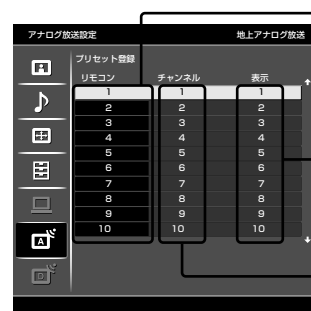 アナログ放送設定 地上アナログ放送
プリセット登録
リモコン チャンネル 表示
1 1 1
2 2 2
3 3 3
4 4 4
5 5 5
6 6 6
7 7 7
8 8 8
9 9 9
10 10 10
A
D